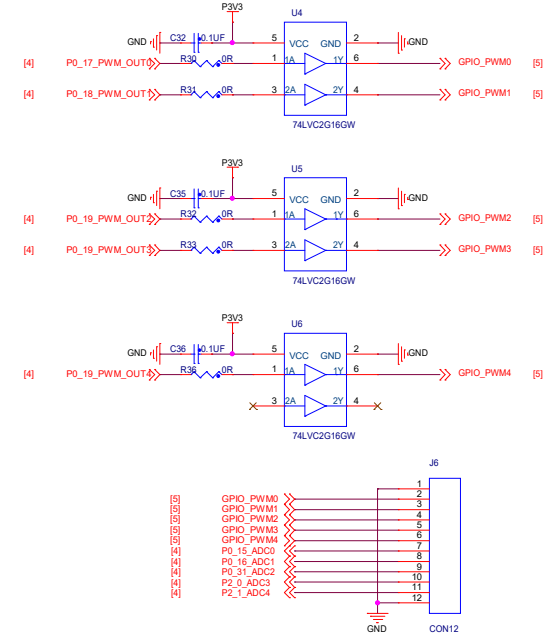 P3V3
U4
GND C32 0.1UF 5 VCC GND 2 GND
[4] P0_17_PWM_OUT0 R30 0R 1 1A 1Y 6 GPIO_PWM0 [5]
[4] P0_18_PWM_OUT1 R31 0R 3 2A 2Y 4 GPIO_PWM1 [5]
74LVC2G16GW
P3V3
U5
GND C35 0.1UF 5 VCC GND 2 GND
[4] P0_19_PWM_OUT2 R32 0R 1 1A 1Y 6 GPIO_PWM2 [5]
[4] P0_19_PWM_OUT3 R33 0R 3 2A 2Y 4 GPIO_PWM3 [5]
74LVC2G16GW
P3V3
U6
GND C36 0.1UF 5 VCC GND 2 GND
[4] P0_19_PWM_OUT4 R36 0R 1 1A 1Y 6 GPIO_PWM4 [5]
3 2A 2Y 4
74LVC2G16GW
J6
1
[5] GPIO_PWM0 2
[5] GPIO_PWM1 3
[5] GPIO_PWM2 4
[5] GPIO_PWM3 5
[5] GPIO_PWM4 6
[4] P0_15_ADC0 7
[4] P0_16_ADC1 8
[4] P0_31_ADC2 9
[4] P2_0_ADC3 10
[4] P2_1_ADC4 11
12
GND CON12